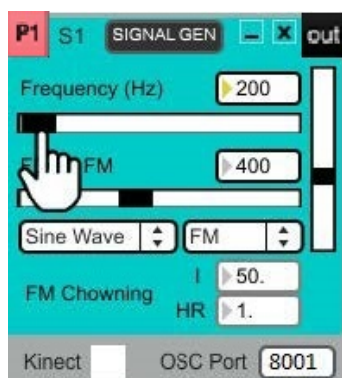 P1 S1 SIGNAL GEN out
Frequency (Hz) 200
FM 400
Sine Wave FM
I 50.
FM Chowning
HR 1.
Kinect OSC Port 8001